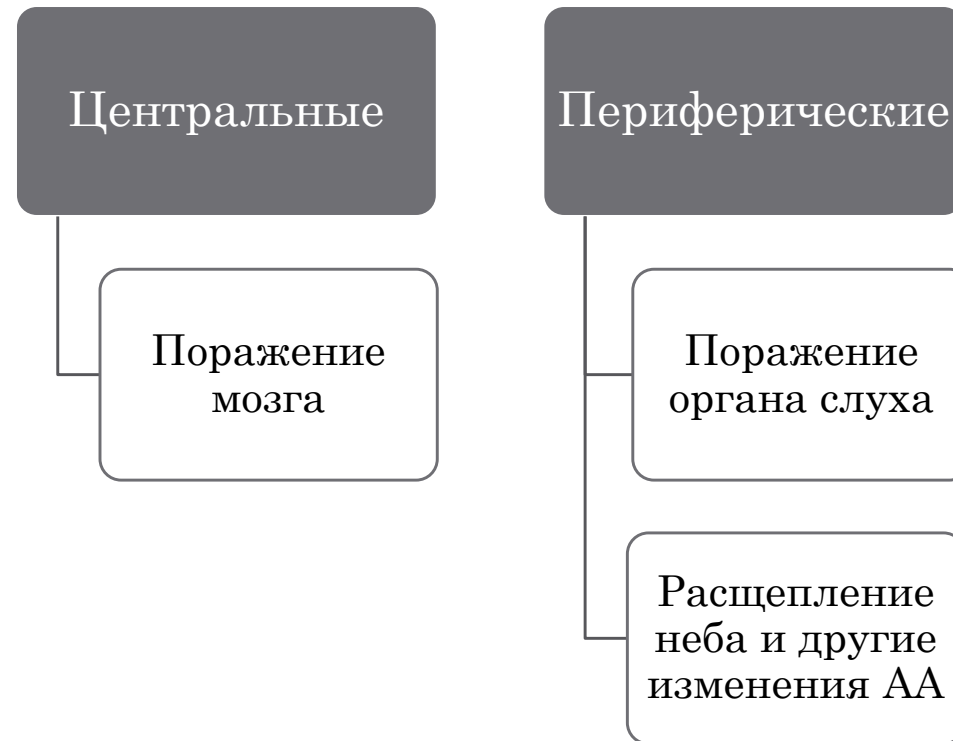 Центральные
Поражение
мозга
Периферические
Поражение
органа слуха
Расщепление
неба и другие
изменения АА